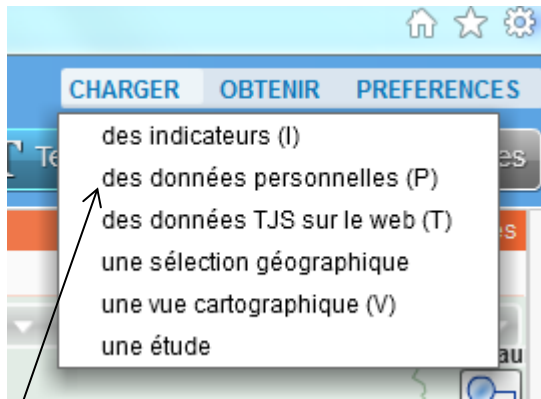 CHARGER OBTENIR PREFERENCES
des indicateurs (I)
des données personnelles (P)
des données TJS sur le web (T)
une sélection géographique
une vue cartographique (V)
une étude